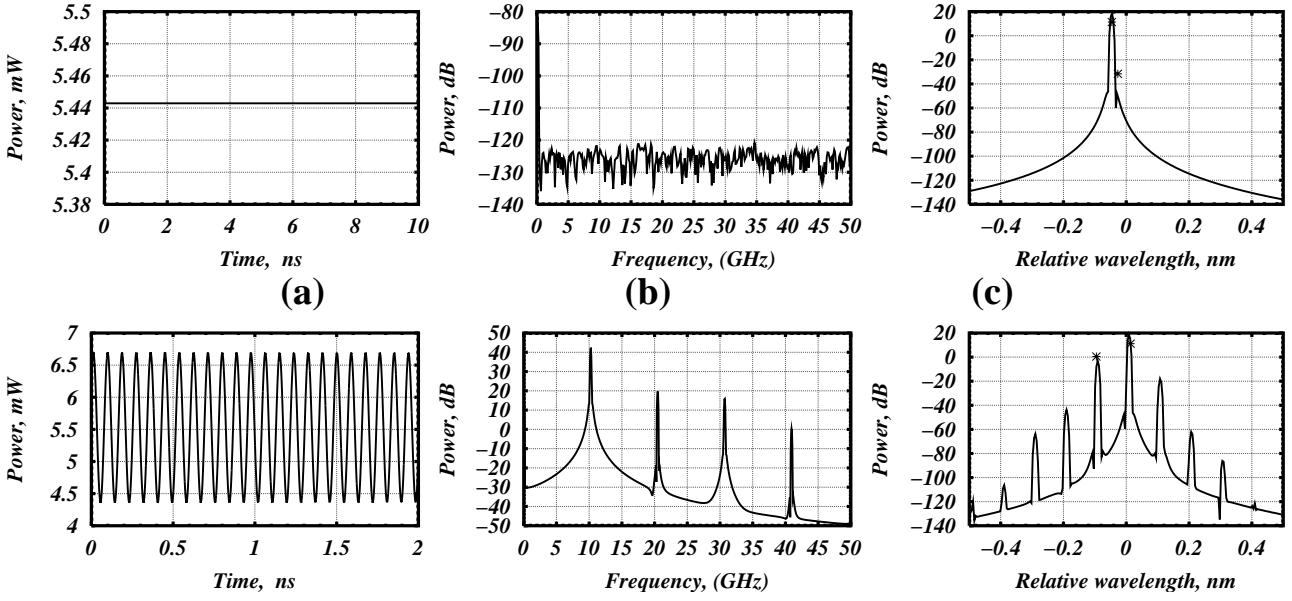 Power, mW
5.5
5.48
5.46
5.44
5.42
5.4
5.38
0 2 4 6 8 10
Time, ns
(a)
Power, dB
−80
−90
−100
−110
−120
−130
−140
0 5 10 15 20 25 30 35 40 45 50
Frequency, (GHz)
(b)
Power, dB
20
0
−20
−40
−60
−80
−100
−120
−140
−0.4 −0.2 0 0.2 0.4
Relative wavelength, nm
(c)
Power, mW
7
6.5
6
5.5
5
4.5
4
0 0.5 1 1.5 2
Time, ns
Power, dB
50
40
30
20
10
0
−10
−20
−30
−40
−50
0 5 10 15 20 25 30 35 40 45 50
Frequency, (GHz)
Power, dB
20
0
−20
−40
−60
−80
−100
−120
−140
−0.4 −0.2 0 0.2 0.4
Relative wavelength, nm